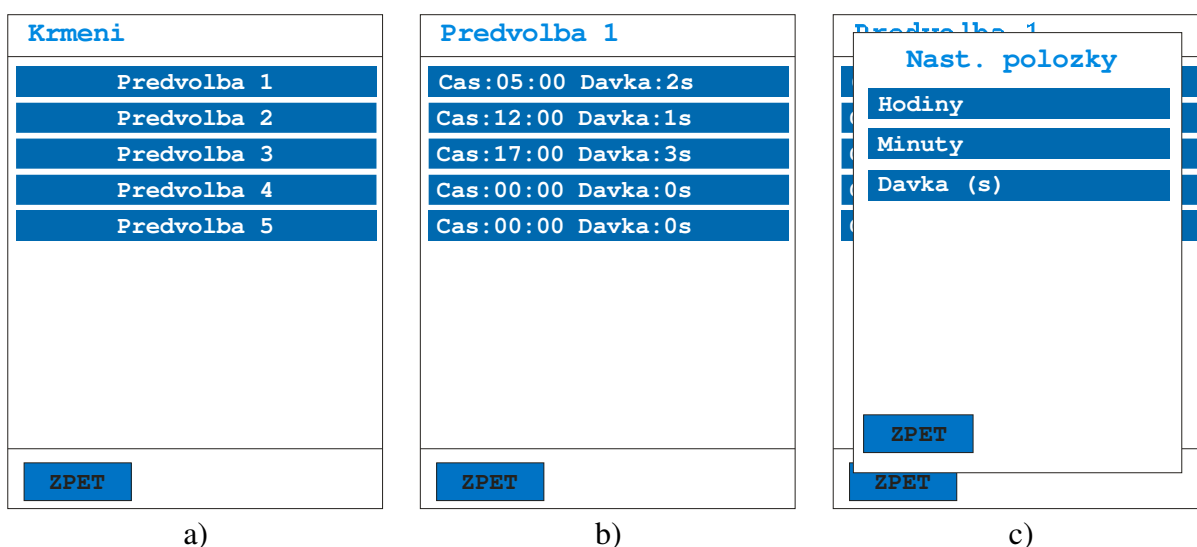 Krmeni
Predvolba 1
Predvolba 2
Predvolba 3
Predvolba 4
Predvolba 5
ZPET
a)
Predvolba 1
Cas:05:00 Davka:2s
Cas:12:00 Davka:1s
Cas:17:00 Davka:3s
Cas:00:00 Davka:0s
Cas:00:00 Davka:0s
ZPET
b)
Predvolba 1
Nast. polozky
Hodiny
Minuty
Davka (s)
ZPET
ZPET
c)